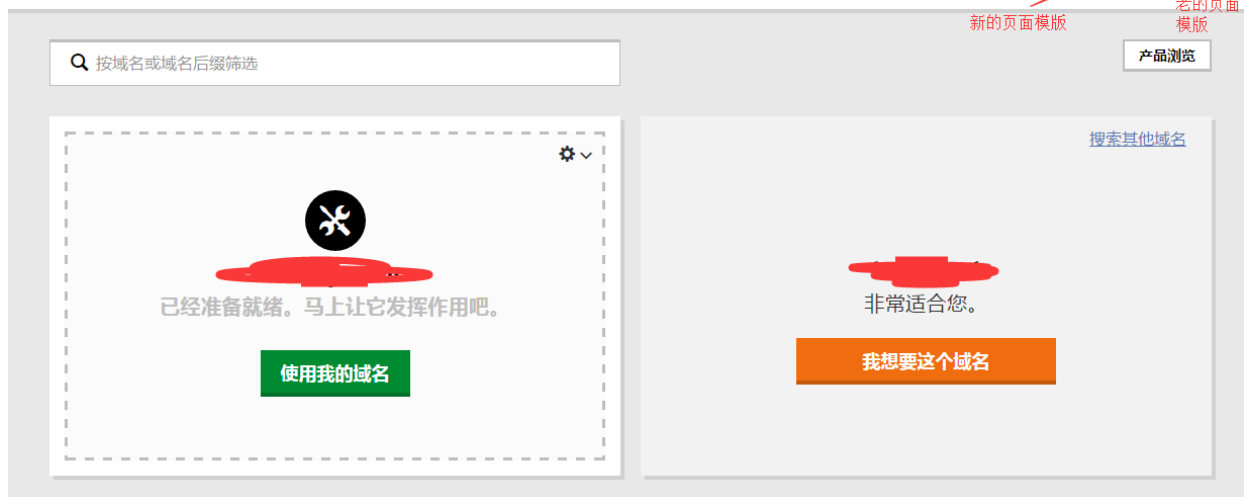 新的页面模版
老的页面
模版
按域名或域名后缀筛选
产品浏览
搜索其他域名
已经准备就绪。马上让它发挥作用吧。
使用我的域名
非常适合您。
我想要这个域名